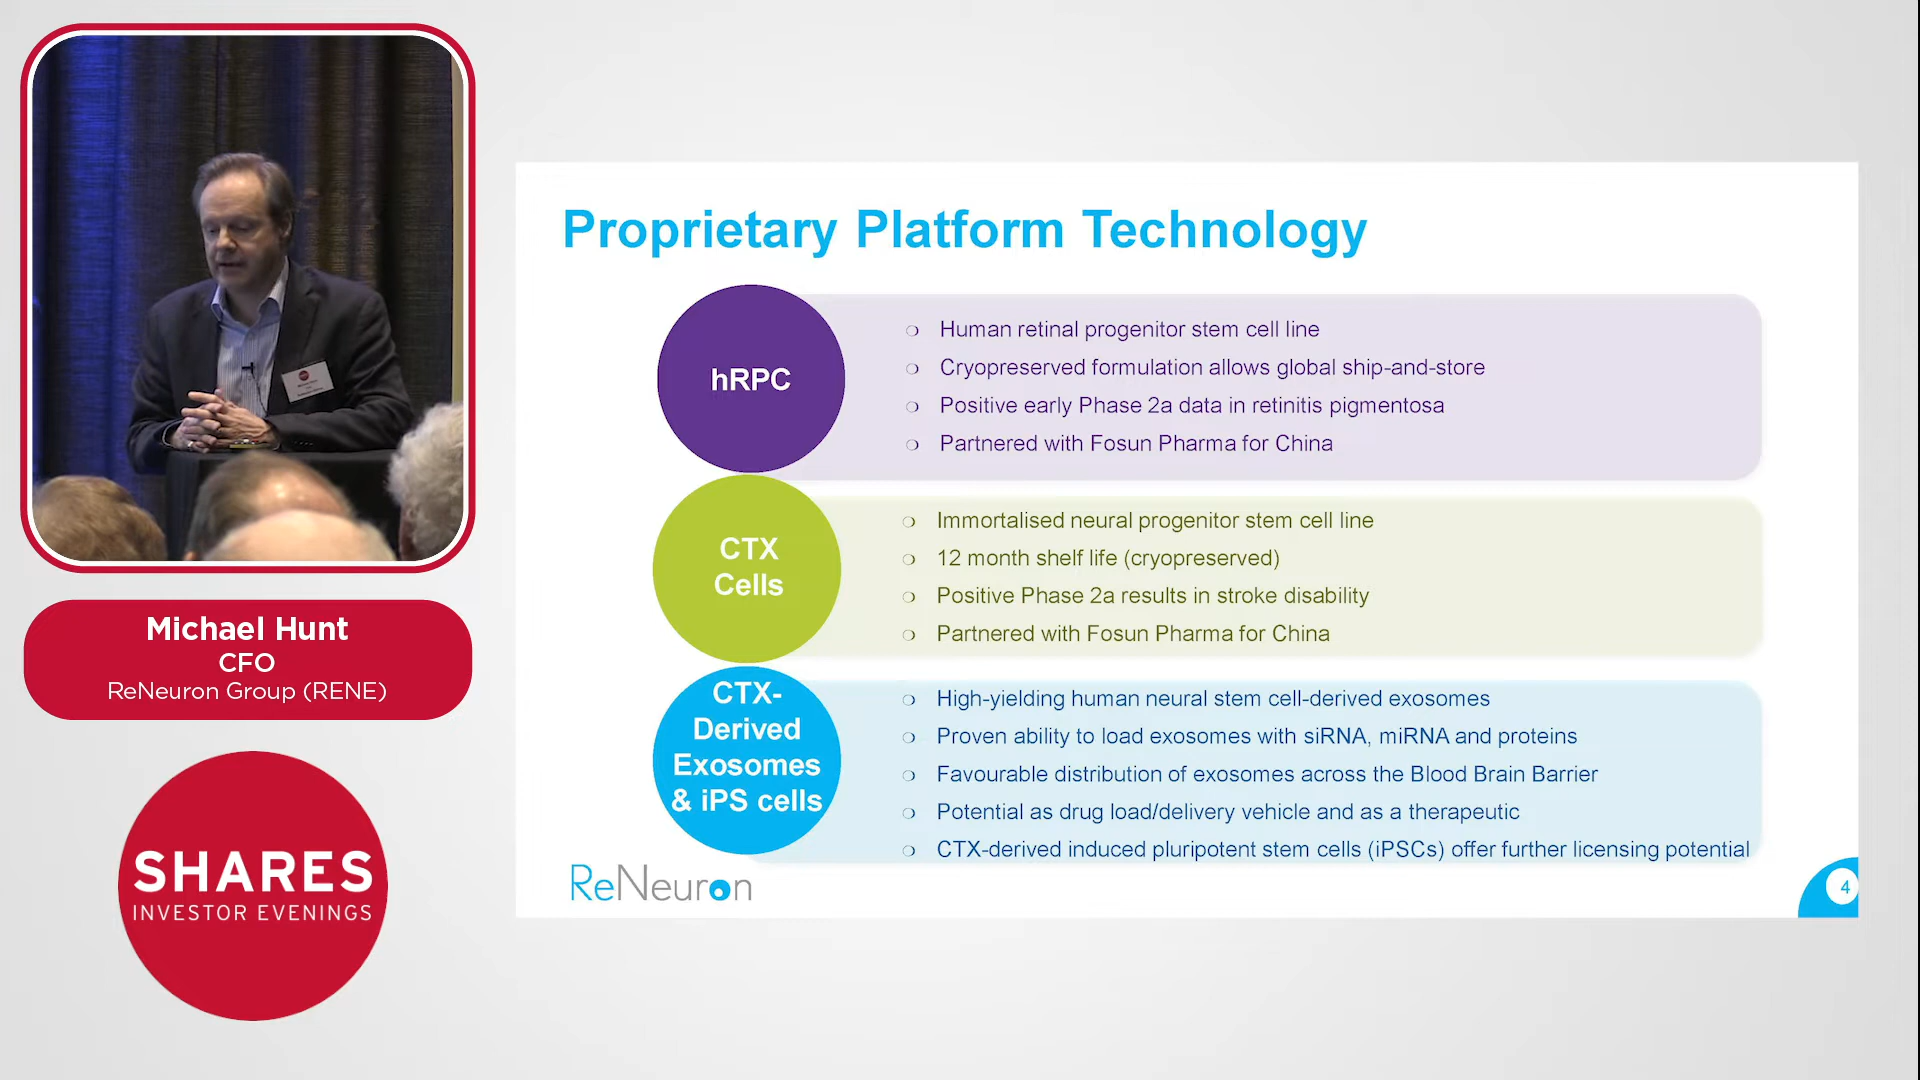 Michael Hunt
CFO
ReNeuron Group (RENE)
SHARES
INVESTOR EVENINGS
Proprietary Platform Technology
hRPC
Human retinal progenitor stem cell line
Cryopreserved formulation allows global ship-and-store
Positive early Phase 2a data in retinitis pigmentosa
Partnered with Fosun Pharma for China
CTX
Cells
Immortalised neural progenitor stem cell line
12 month shelf life (cryopreserved)
Positive Phase 2a results in stroke disability
Partnered with Fosun Pharma for China
CTX-
Derived
Exosomes
& iPS cells
High-yielding human neural stem cell-derived exosomes
Proven ability to load exosomes with siRNA, miRNA and proteins
Favourable distribution of exosomes across the Blood Brain Barrier
Potential as drug load/delivery vehicle and as a therapeutic
CTX-derived induced pluripotent stem cells (iPSCs) offer further licensing potential
ReNeuron
4